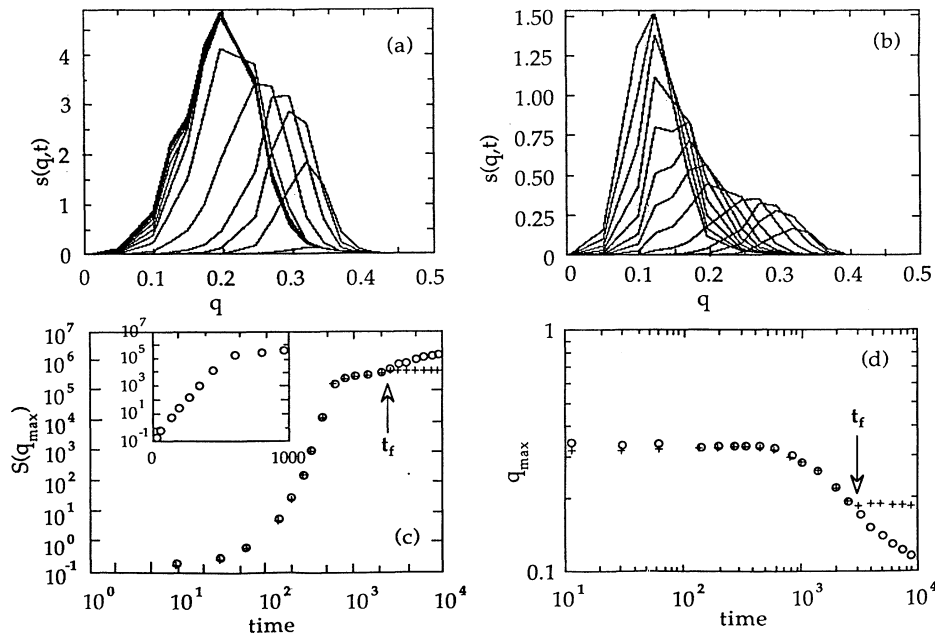 (a)
s(q,t)
4
3
2
1
0
0 0.1 0.2 0.3 0.4 0.5
q
(b)
s(q,t)
1.50
1.25
1.00
0.75
0.50
0.25
0
0 0.1 0.2 0.3 0.4 0.5
q
(c)
S(q_max)
10^7
10^6
10^5
10^4
10^3
10^2
10^1
10^0
10^-1
10^7
10^5
10^3
10^1
10^-1
0 1000
t_f
10^0 10^1 10^2 10^3 10^4
time
(d)
q_max
1
0.1
t_f
10^1 10^2 10^3 10^4
time